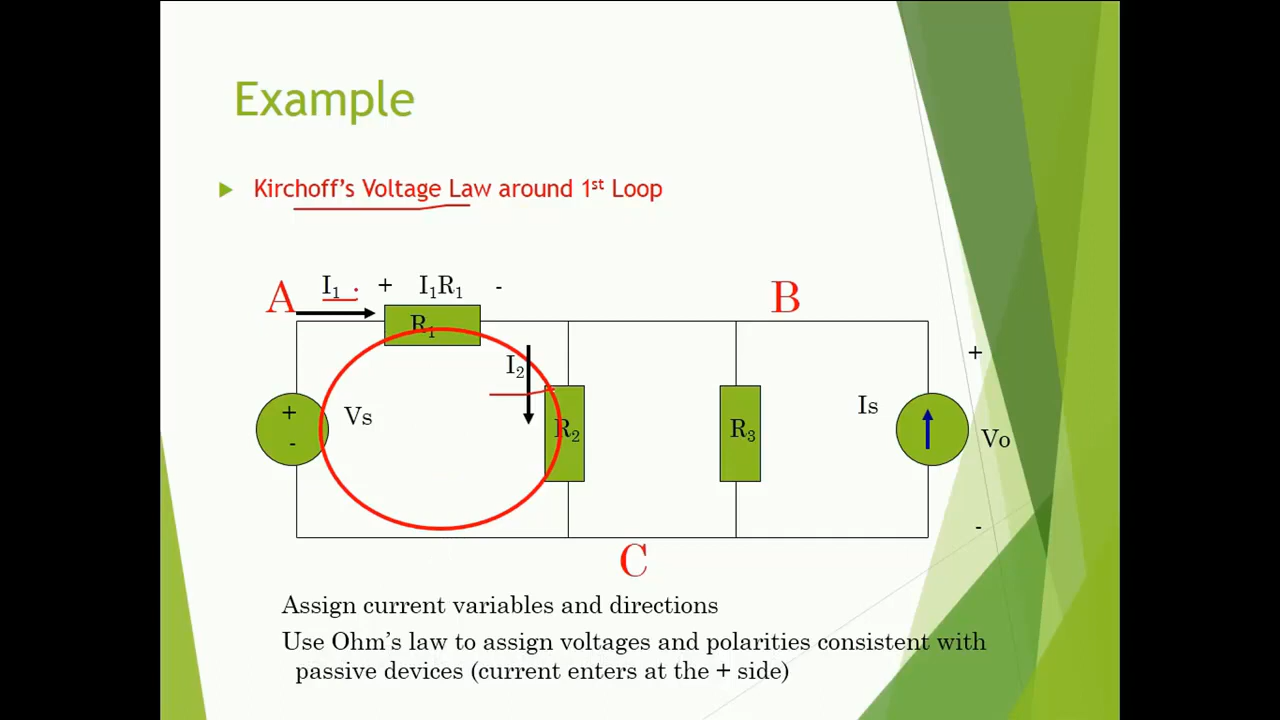 Example
Kirchoff's Voltage Law around 1st Loop
A I1 + I1R1 - B
R1
I2 +
+ Vs Is
- R2 R3 Vo
-
C
Assign current variables and directions
Use Ohm's law to assign voltages and polarities consistent with
passive devices (current enters at the + side)